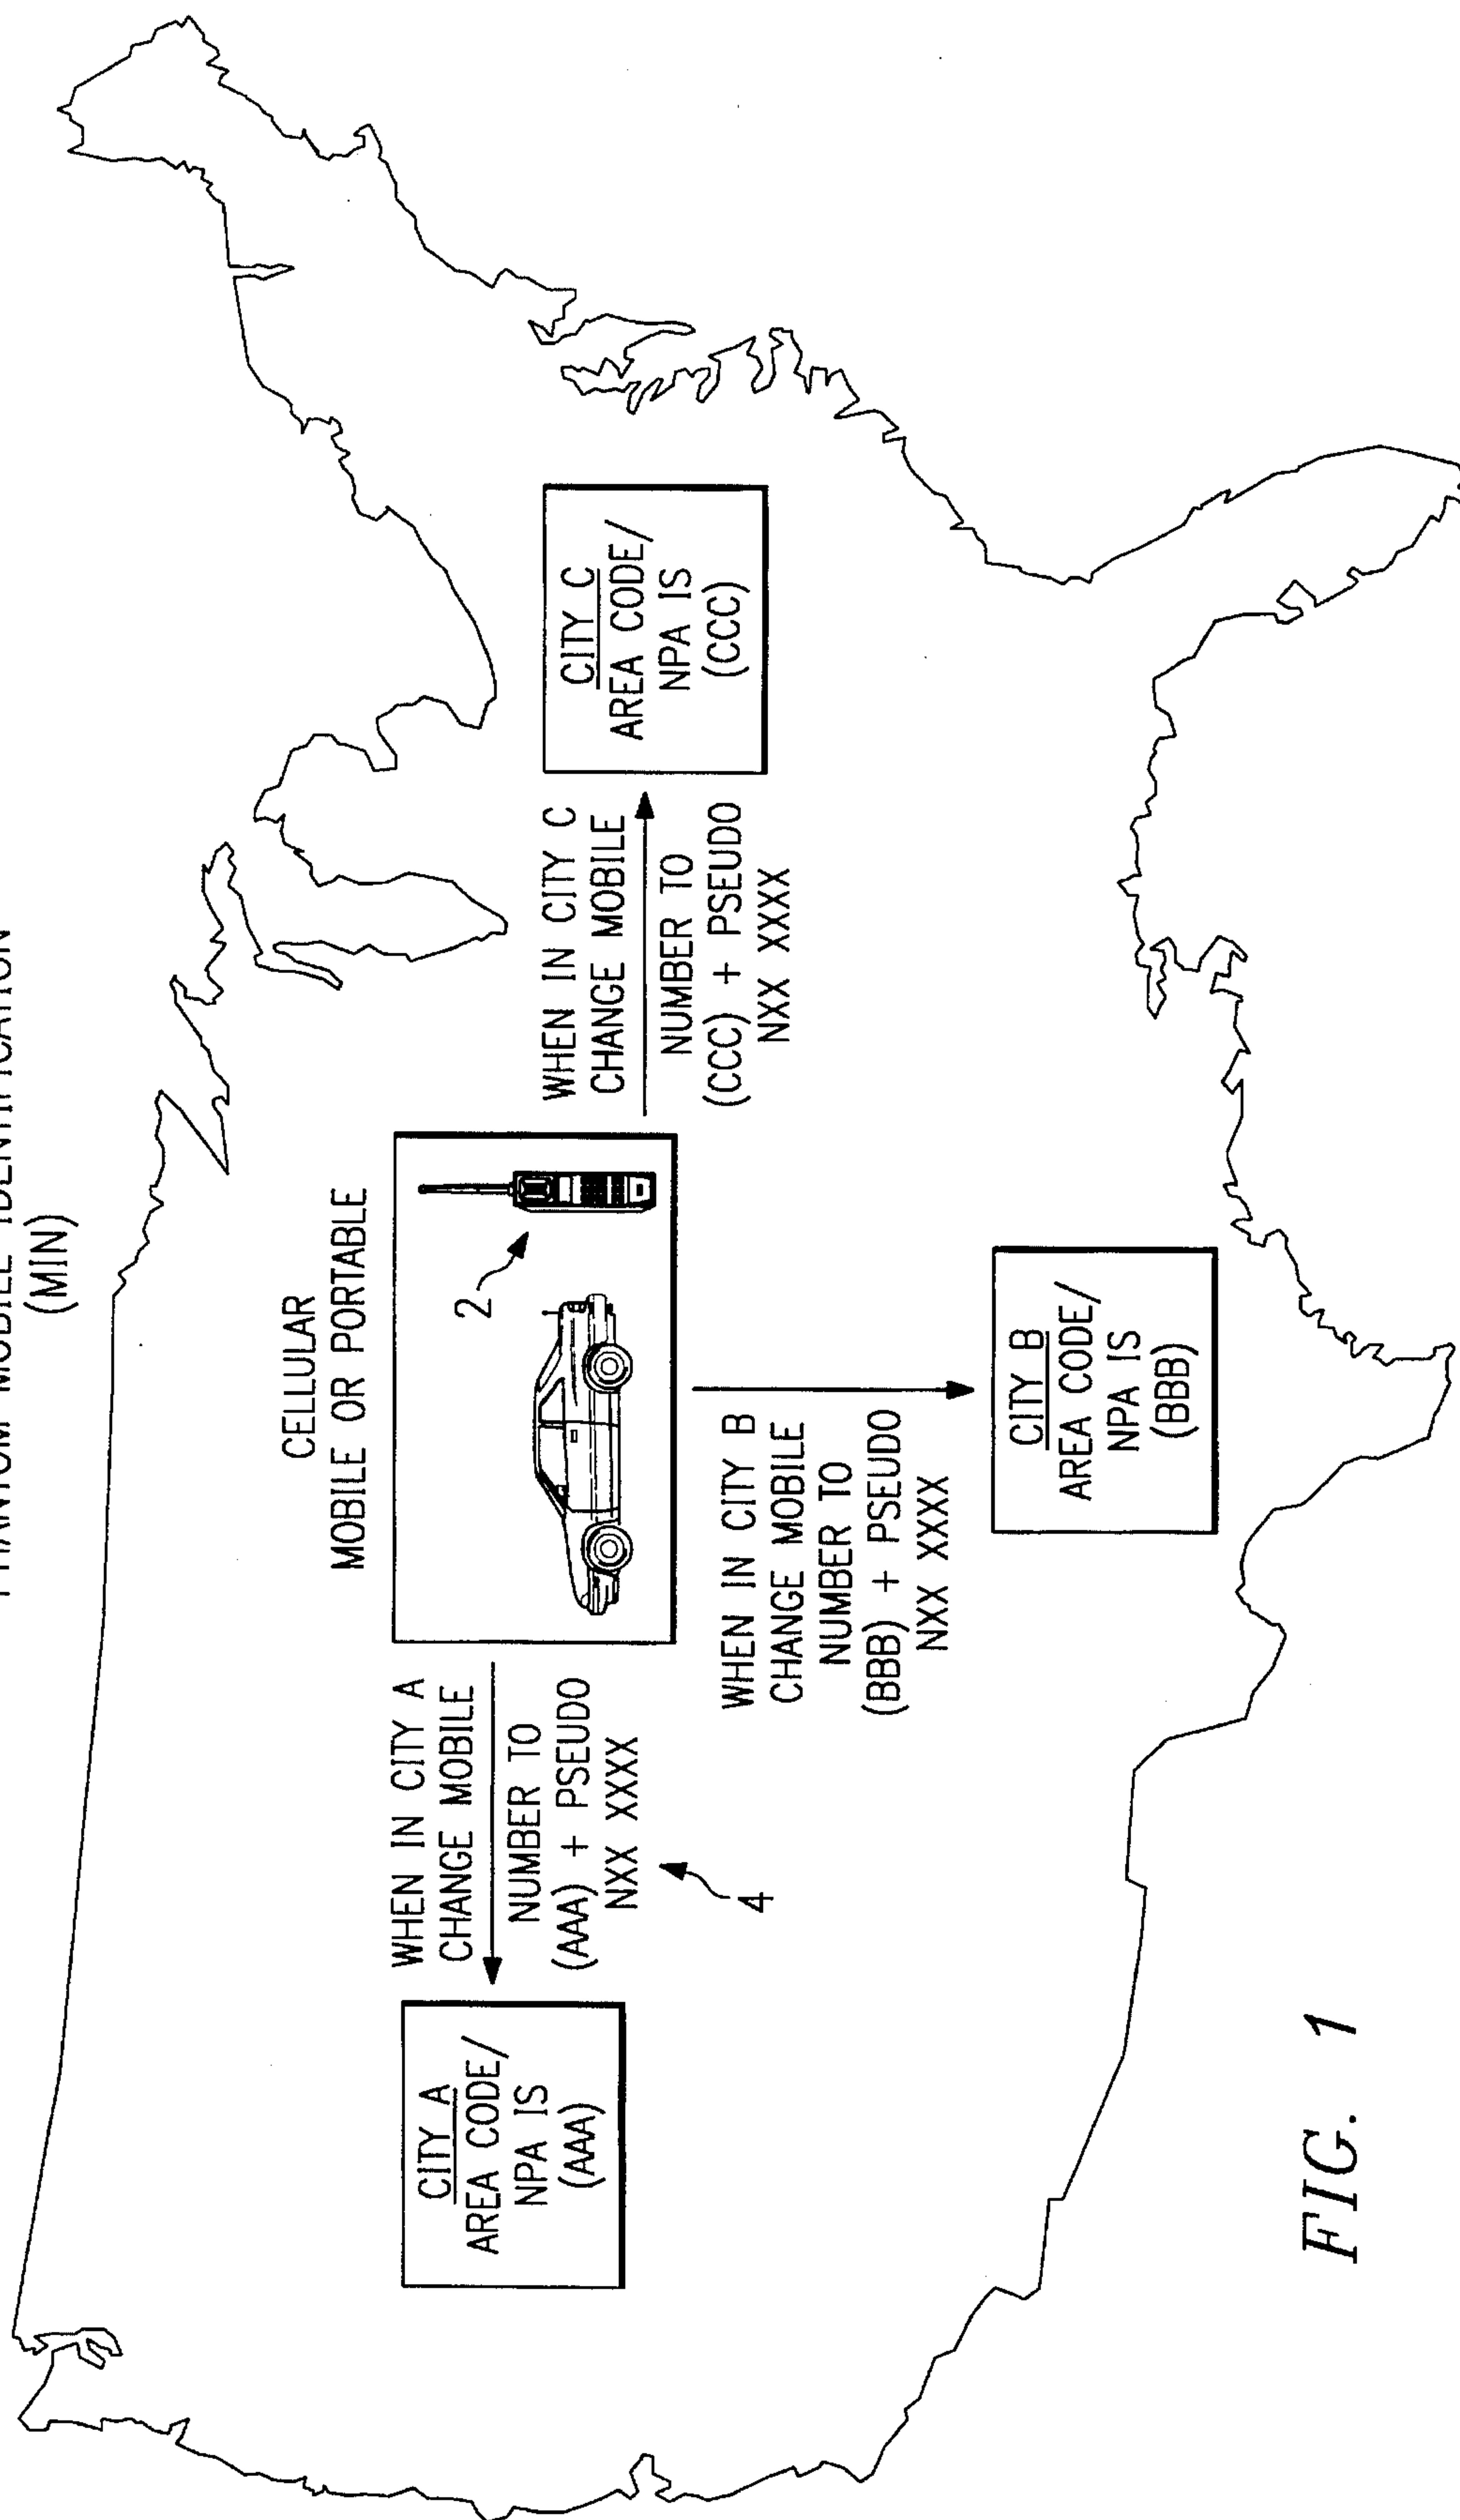 PHANTOM MOBILE IDENTIFICATION
(MIN)
CELLULAR
MOBILE OR PORTABLE
2
WHEN IN CITY A
CHANGE MOBILE
NUMBER TO
(AAA) + PSEUDO
NXX XXXX
4
CITY A
AREA CODE/
NPA IS
(AAA)
WHEN IN CITY B
CHANGE MOBILE
NUMBER TO
(BBB) + PSEUDO
NXX XXXX
CITY B
AREA CODE/
NPA IS
(BBB)
WHEN IN CITY C
CHANGE MOBILE
NUMBER TO
(CCC) + PSEUDO
NXX XXXX
CITY C
AREA CODE/
NPA IS
(CCC)
FIG. 1